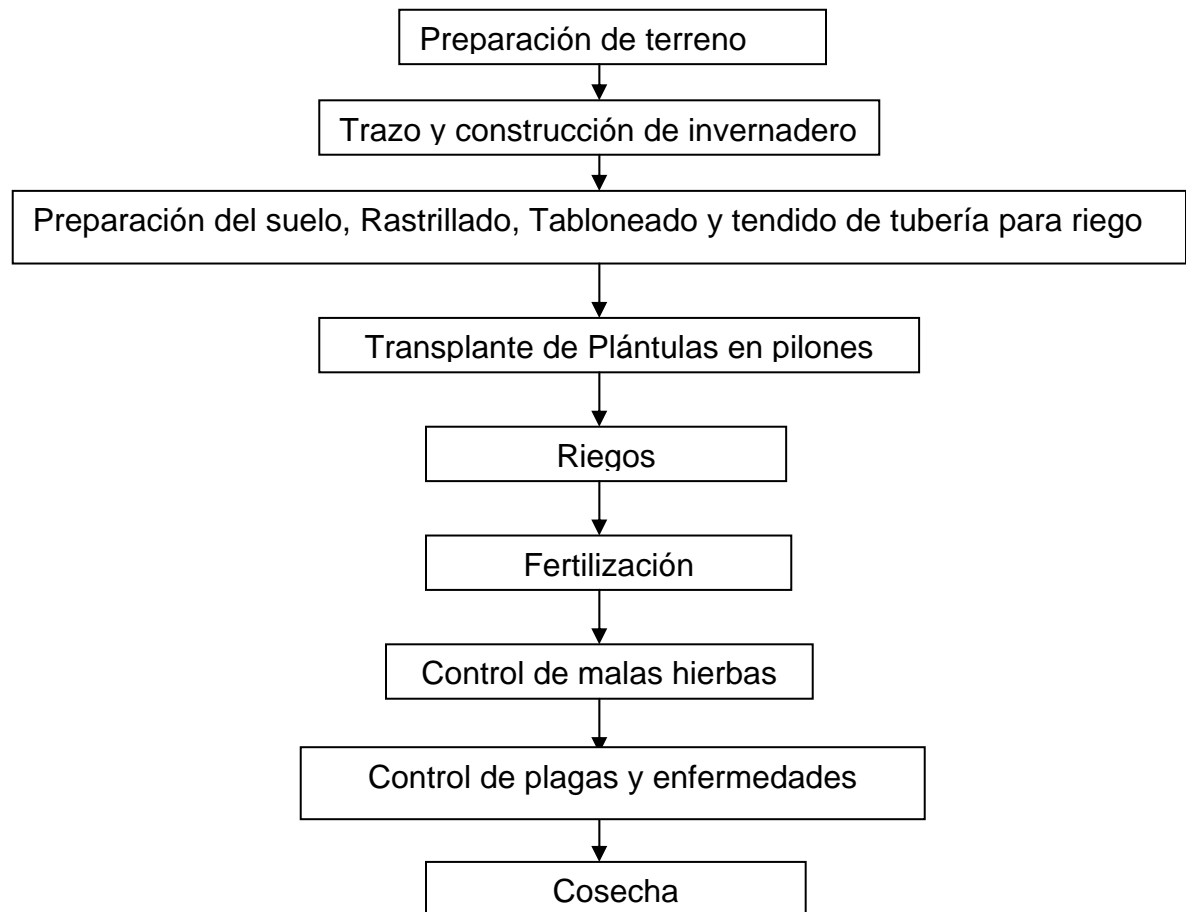 Preparación de terreno
Trazo y construcción de invernadero
Preparación del suelo, Rastrillado, Tabloneado y tendido de tubería para riego
Transplante de Plántulas en pilones
Riegos
Fertilización
Control de malas hierbas
Control de plagas y enfermedades
Cosecha